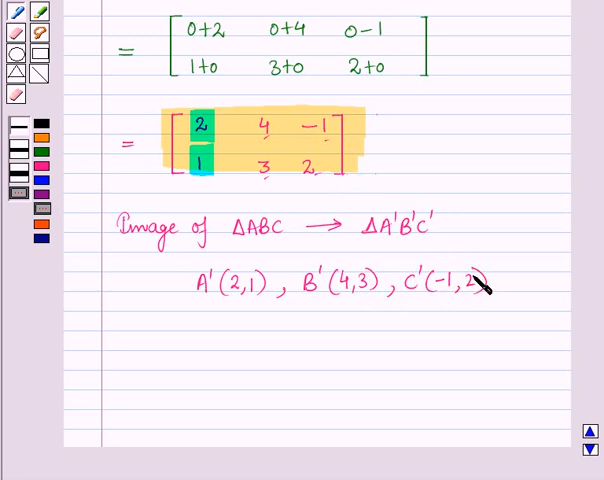 = [ 0+2 0+4 0-1
1+0 3+0 2+0 ]
= [ 2 4 -1
1 3 2 ]
Image of ΔABC → ΔA'B'C'
A'(2,1) , B'(4,3) , C'(-1,2)